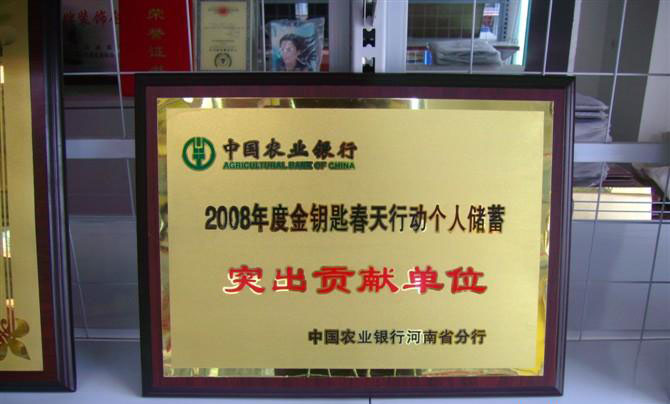 荣誉证书
中国农业银行
AGRICULTURAL BANK OF CHINA
2008年度金钥匙春天行动个人储蓄
突出贡献单位
中国农业银行河南省分行